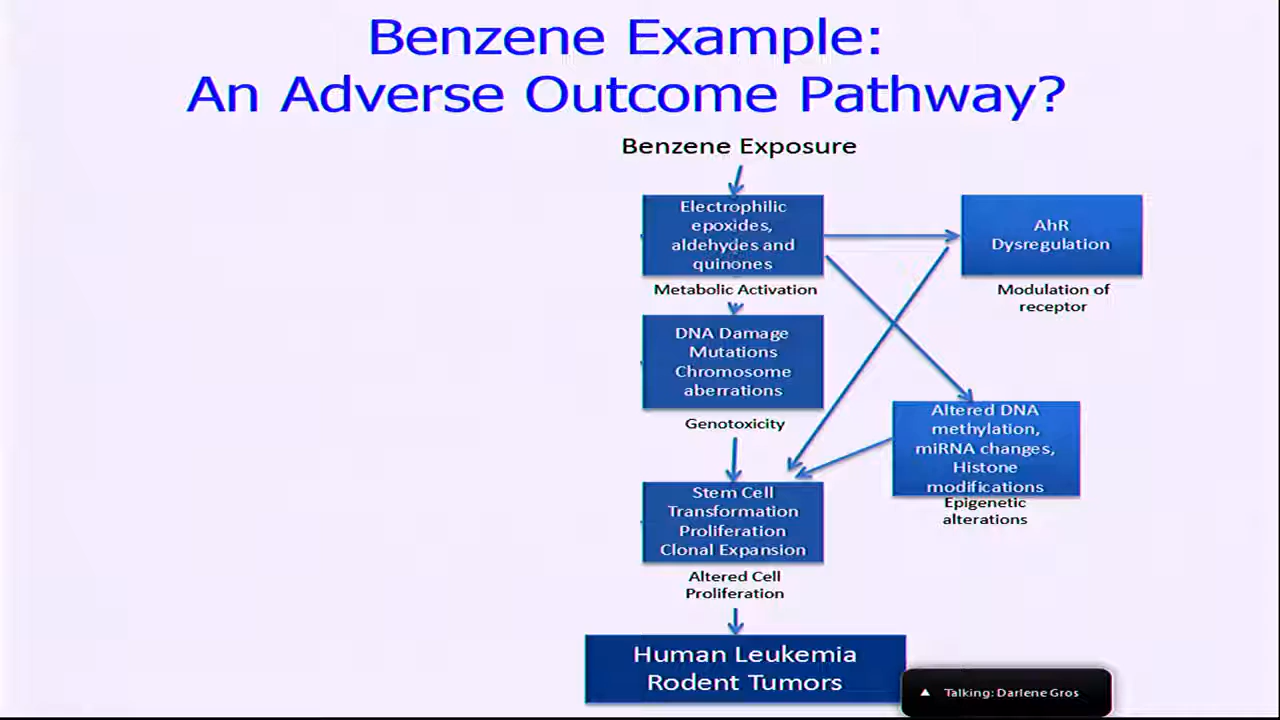 Benzene Example:
An Adverse Outcome Pathway?
Benzene Exposure
Electrophilic
epoxides,
aldehydes and
quinones
Metabolic Activation
AhR
Dysregulation
Modulation of
receptor
DNA Damage
Mutations
Chromosome
aberrations
Genotoxicity
Altered DNA
methylation,
miRNA changes,
Histone
modifications
Epigenetic
alterations
Stem Cell
Transformation
Proliferation
Clonal Expansion
Altered Cell
Proliferation
Human Leukemia
Rodent Tumors
Talking: Darlene Gros